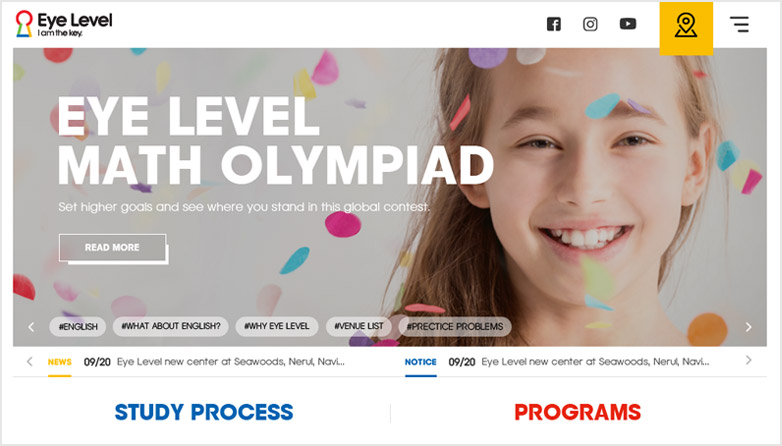 Eye Level
I am the key.
EYE LEVEL
MATH OLYMPIAD
Set higher goals and see where you stand in this global contest.
READ MORE
#ENGLISH #WHAT ABOUT ENGLISH? #WHY EYE LEVEL #VENUE LIST #PRECTICE PROBLEMS
NEWS 09/20 Eye Level new center at Seawoods, Nerul, Navi... NOTICE 09/20 Eye Level new center at Seawoods, Nerul, Navi...
STUDY PROCESS PROGRAMS